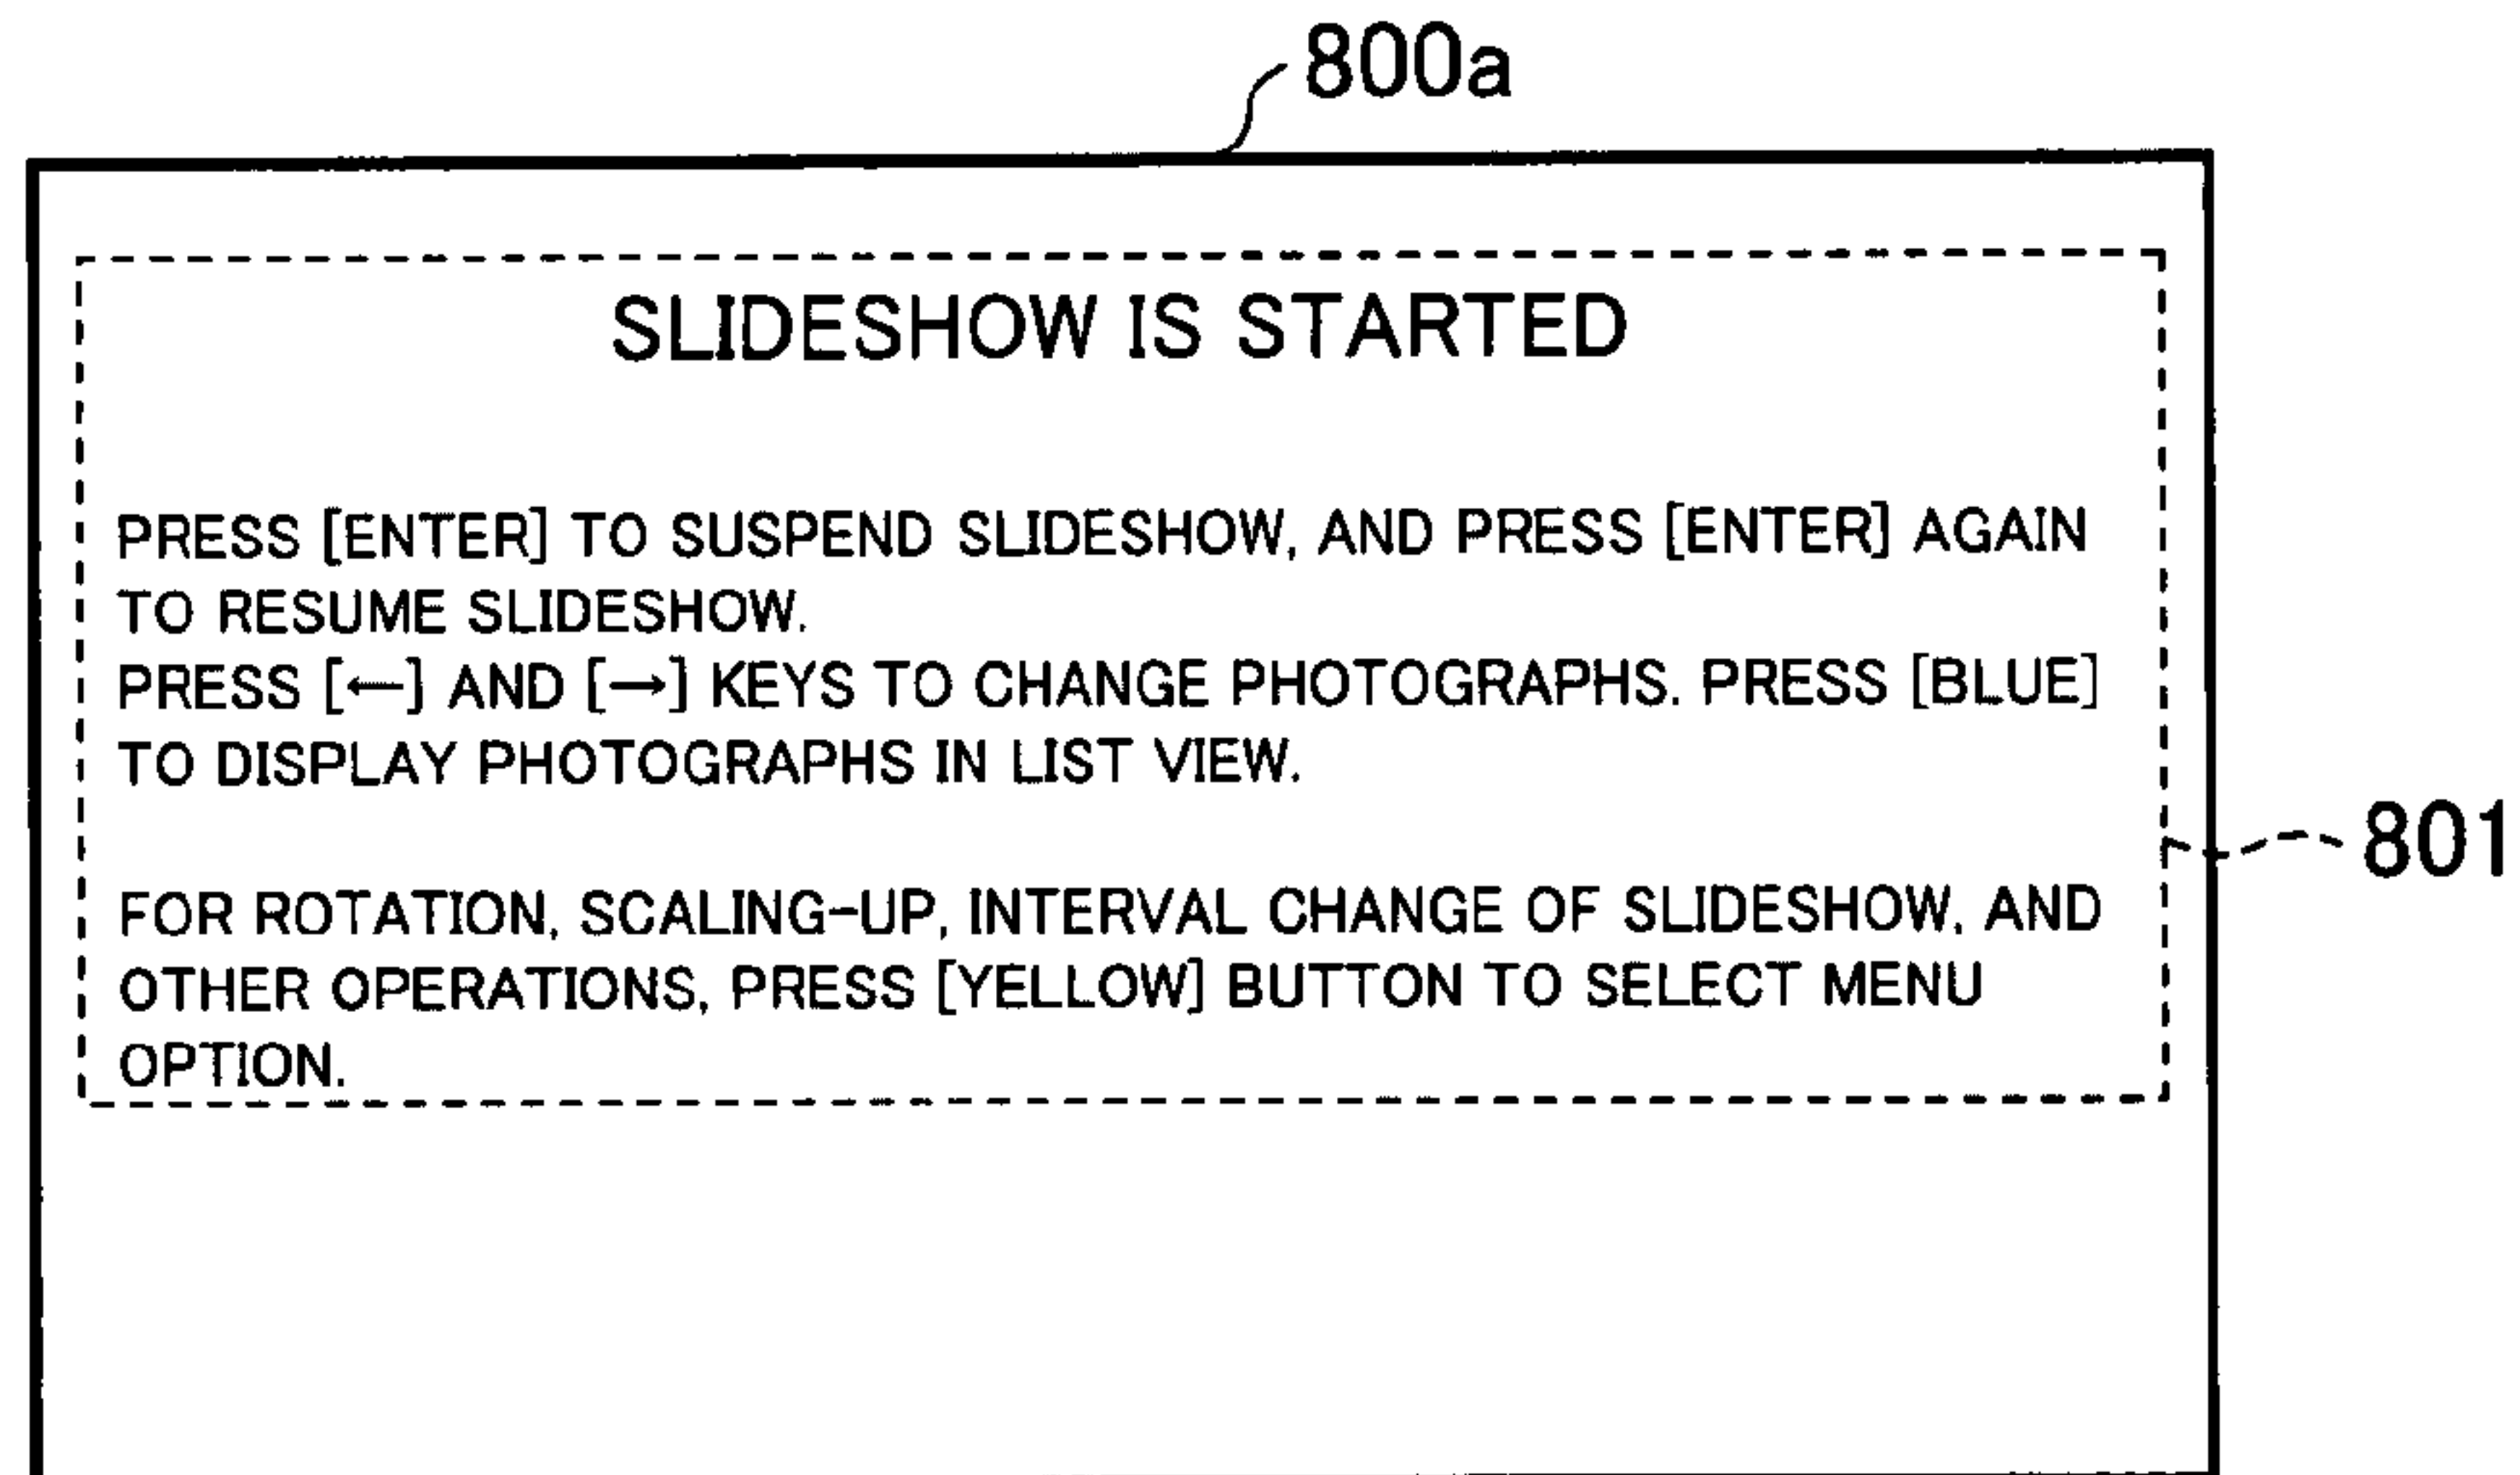 800a
SLIDESHOW IS STARTED
PRESS [ENTER] TO SUSPEND SLIDESHOW, AND PRESS [ENTER] AGAIN
TO RESUME SLIDESHOW.
PRESS [←] AND [→] KEYS TO CHANGE PHOTOGRAPHS. PRESS [BLUE]
TO DISPLAY PHOTOGRAPHS IN LIST VIEW.
801
FOR ROTATION, SCALING-UP, INTERVAL CHANGE OF SLIDESHOW, AND
OTHER OPERATIONS, PRESS [YELLOW] BUTTON TO SELECT MENU
OPTION.